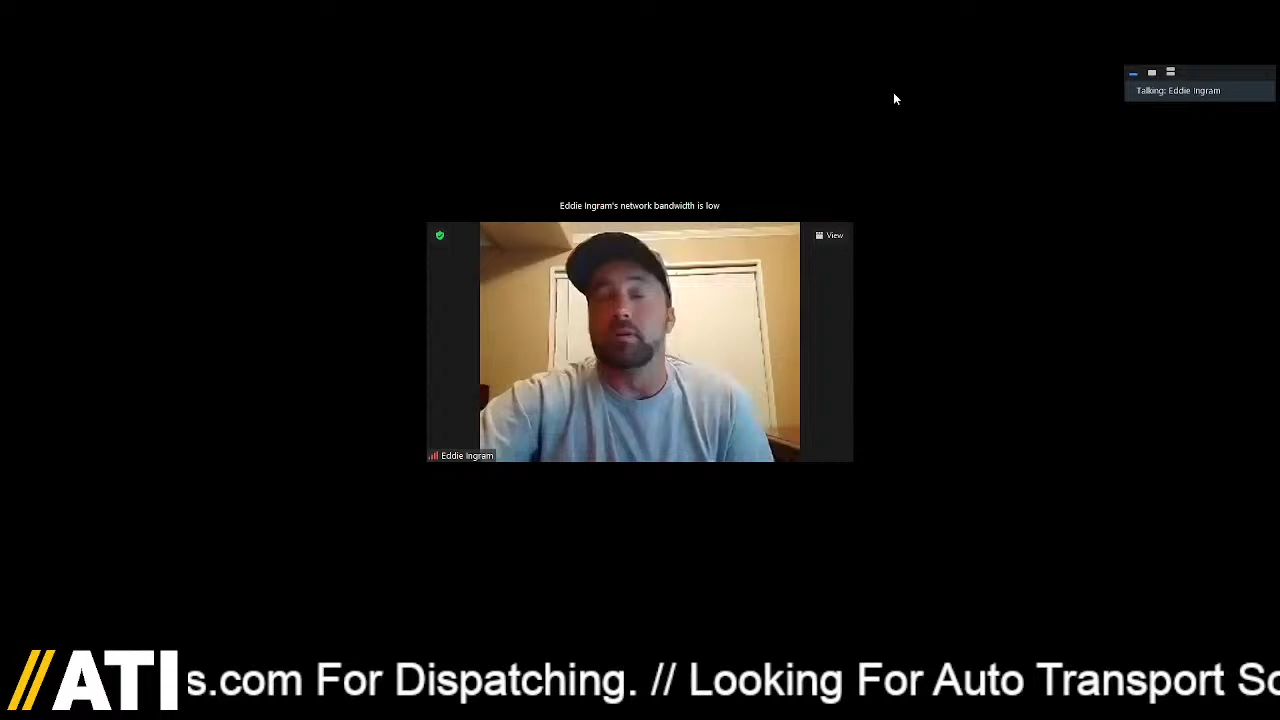 Talking: Eddie Ingram
Eddie Ingram's network bandwidth is low
View
Eddie Ingram
//ATI
s.com For Dispatching. // Looking For Auto Transport So